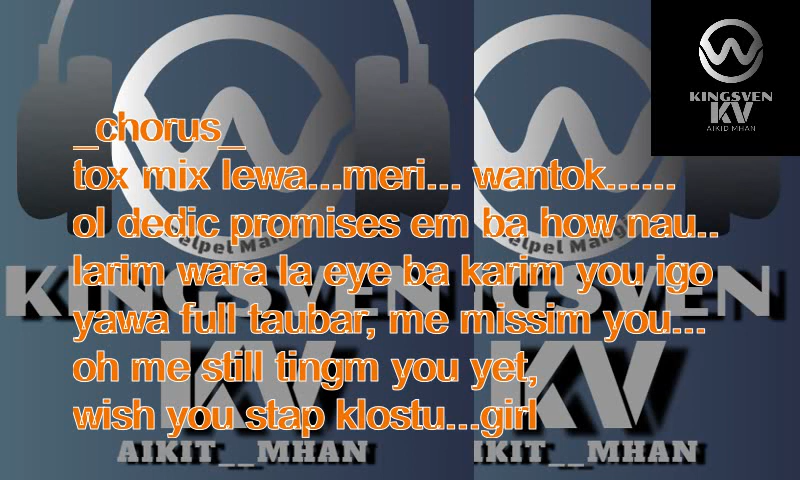 KINGSVEN
KV
AIKID MHAN
_chorus_
tox mix lewa...meri... wantok......
ol dedic promises em ba how nau..
larim wara la eye ba karim you igo
yawa full taubar, me missim you...
oh me still tingm you yet,
wish you stap klostu...girl
KINGSVEN
KV
AIKIT__MHAN
KV
IKIT__MHAN